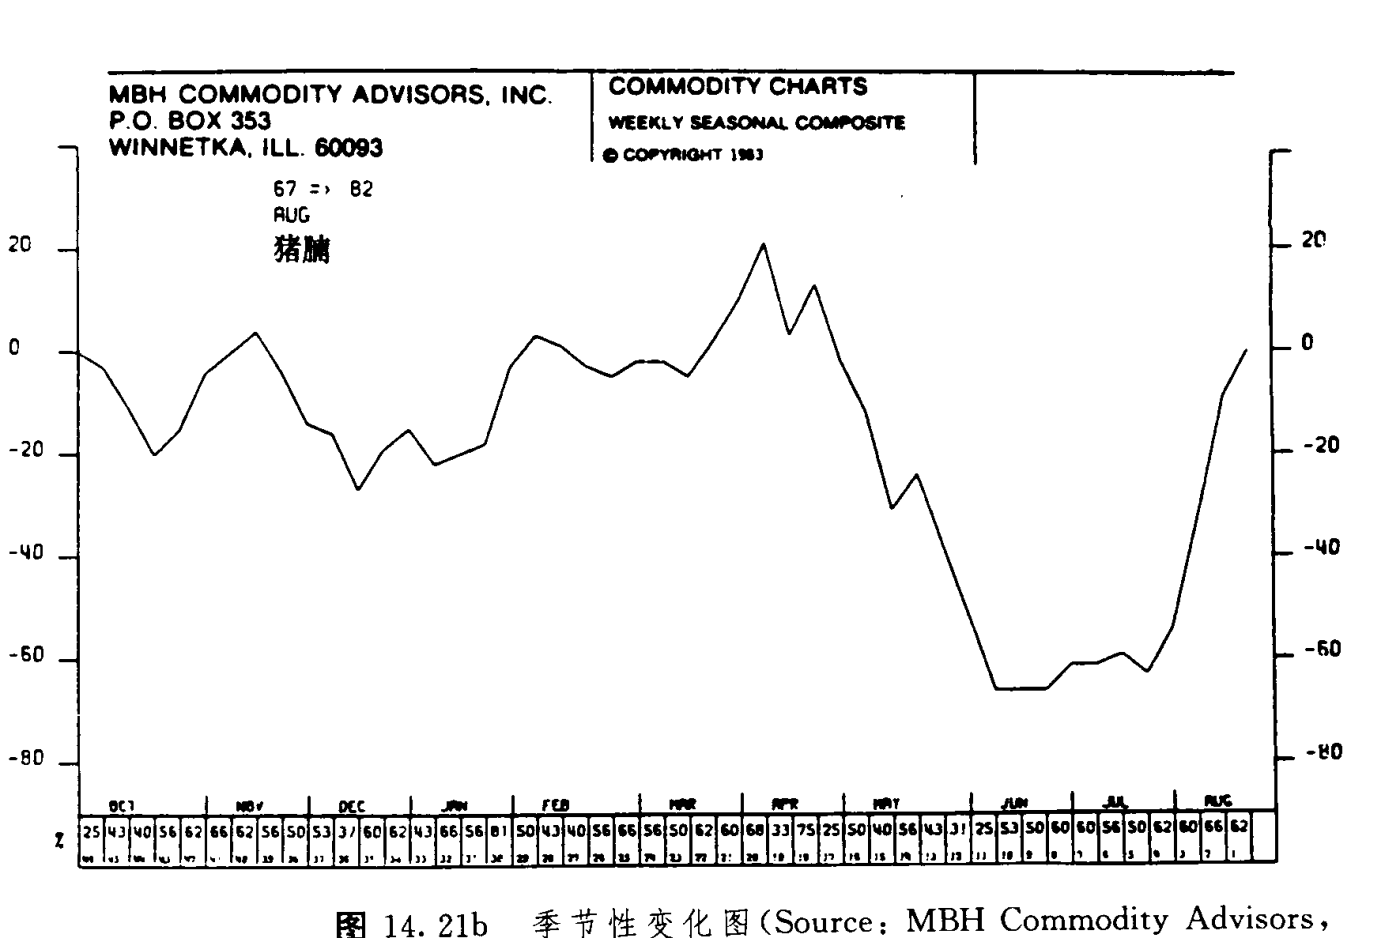 MBH COMMODITY ADVISORS, INC.
P.O. BOX 353
WINNETKA, ILL. 60093
COMMODITY CHARTS
WEEKLY SEASONAL COMPOSITE
© COPYRIGHT 1983
67 => 82
AUG
猪腩
20 20
0 0
-20 -20
-40 -40
-60 -60
-80 -80
OCT NOV DEC JAN FEB MAR APR MAY JUN JUL AUG
% 25 43 40 56 62 66 62 56 50 53 37 60 62 43 66 56 81 50 43 40 56 66 56 50 62 60 68 33 75 25 50 40 56 43 31 25 53 50 60 60 56 50 62 60 66 62
图 14.21b 季节性变化图(Source: MBH Commodity Advisors,